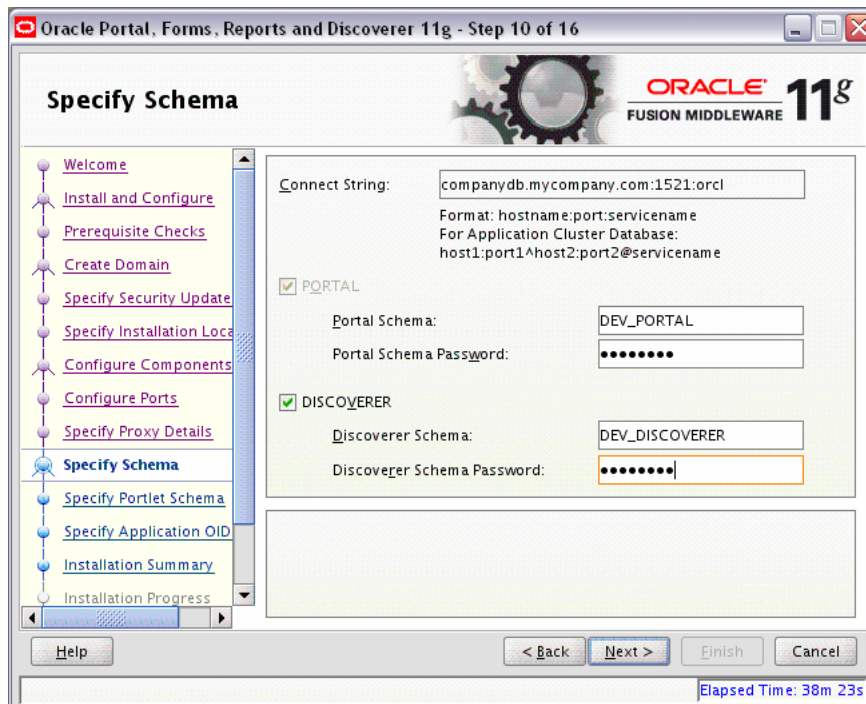 Oracle Portal, Forms, Reports and Discoverer 11g - Step 10 of 16
Specify Schema
ORACLE
FUSION MIDDLEWARE
11g
Welcome
Install and Configure
Prerequisite Checks
Create Domain
Specify Security Update
Specify Installation Loca
Configure Components
Configure Ports
Specify Proxy Details
Specify Schema
Specify Portlet Schema
Specify Application OID
Installation Summary
Installation Progress
Connect String: companydb.mycompany.com:1521:orcl
Format: hostname:port:servicename
For Application Cluster Database:
host1:port1^host2:port2@servicename
PORTAL
Portal Schema: DEV_PORTAL
Portal Schema Password: ●●●●●●●●
DISCOVERER
Discoverer Schema: DEV_DISCOVERER
Discoverer Schema Password: ●●●●●●●●
Help
< Back
Next >
Finish
Cancel
Elapsed Time: 38m 23s